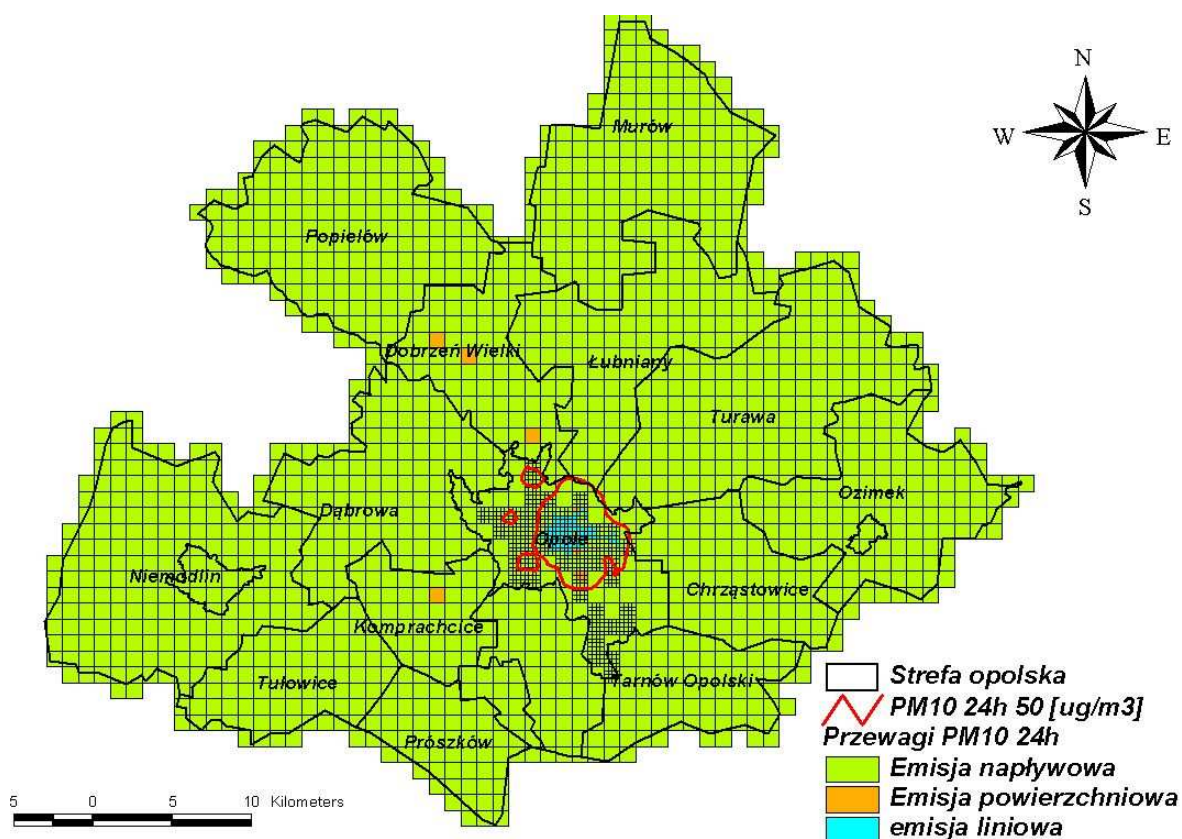 N
W E
S
Murów
Popielów
Dobrzeń Wielki
Łubniany
Turawa
Ozimek
Dąbrowa
Opole
Niemodlin
Chrząstowice
Komprachcice
Tułowice
Tarnów Opolski
Prószków
Strefa opolska
PM10 24h 50 [ug/m3]
Przewagi PM10 24h
Emisja napływowa
Emisja powierzchniowa
emisja liniowa
5 0 5 10 Kilometers